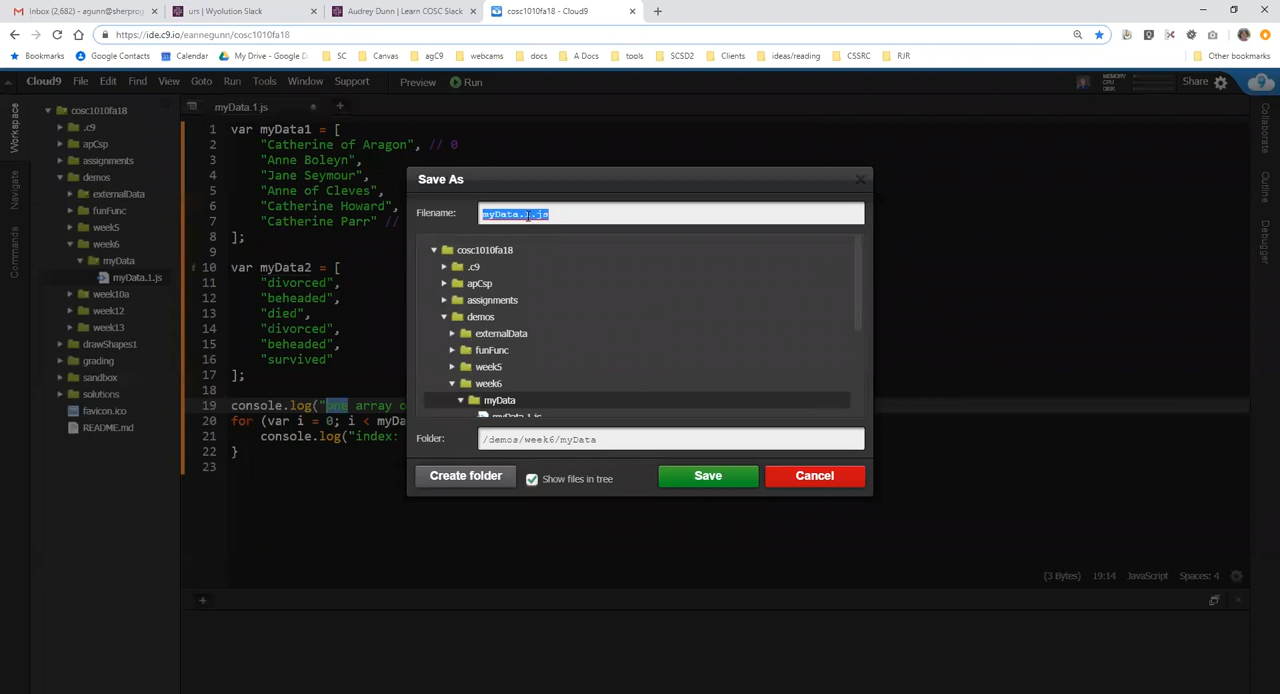 Inbox (2,682) - agunn@sherprog
urs | Wyolution Slack
Audrey Dunn | Learn COSC Slack
cosc1010fa18 - Cloud9
https://ide.c9.io/eannegunn/cosc1010fa18
Bookmarks
Google Contacts
Calendar
My Drive - Google D
SC
Canvas
agC9
webcams
docs
A Docs
tools
SCSD2
Clients
ideas/reading
CSSRC
RJR
Other bookmarks
Cloud9 File Edit Find View Goto Run Tools Window Support Preview Run
MEMORY
CPU
DISK
Share
Workspace
Navigate
Commands
cosc1010fa18
.c9
apCsp
assignments
demos
externalData
funFunc
week5
week6
myData
myData.1.js
week10a
week12
week13
drawShapes1
grading
sandbox
solutions
favicon.ico
README.md
myData.1.js
1 var myData1 = [
2 "Catherine of Aragon", // 0
3 "Anne Boleyn",
4 "Jane Seymour",
5 "Anne of Cleves",
6 "Catherine Howard",
7 "Catherine Parr" //
8 ];
9
10 var myData2 = [
11 "divorced",
12 "beheaded",
13 "died",
14 "divorced",
15 "beheaded",
16 "survived"
17 ];
18
19 console.log("one array o
20 for (var i = 0; i < myDa
21 console.log("index:
22 }
23
Save As
Filename: myData.1.js
cosc1010fa18
.c9
apCsp
assignments
demos
externalData
funFunc
week5
week6
myData
myData.1.js
Folder: /demos/week6/myData
Create folder
Show files in tree
Save
Cancel
(3 Bytes) 19:14 JavaScript Spaces: 4
Collaborate
Outline
Debugger